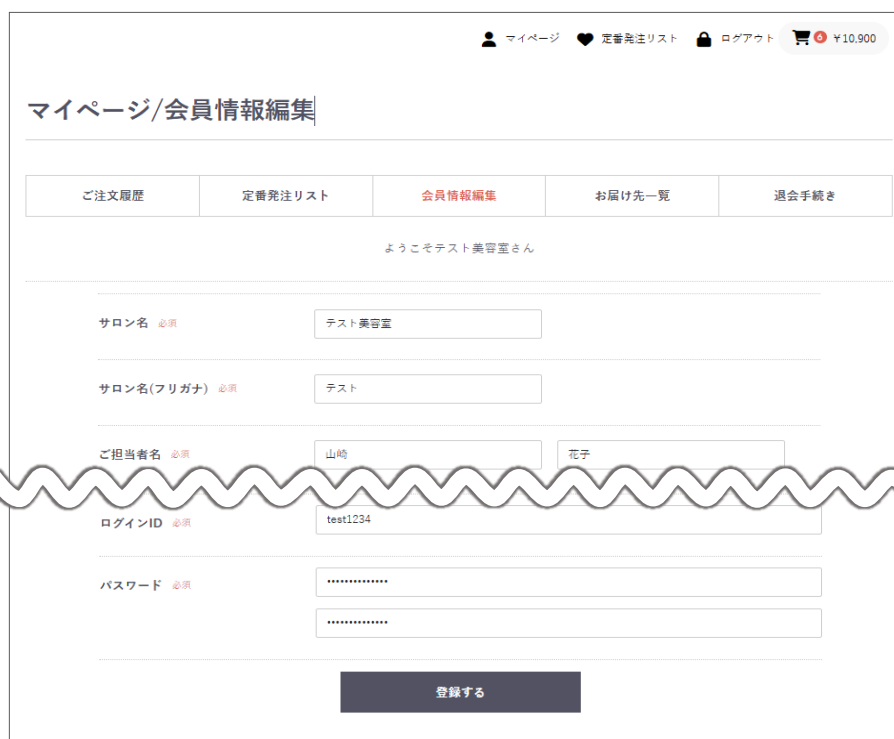 マイページ 定番発注リスト ログアウト 6 ￥10,900
マイページ/会員情報編集
ご注文履歴 定番発注リスト 会員情報編集 お届け先一覧 退会手続き
ようこそテスト美容室さん
サロン名 必須 テスト美容室
サロン名(フリガナ) 必須 テスト
ご担当者名 必須 山崎 花子
ログインID 必須 test1234
パスワード 必須 ••••••••••••••
••••••••••••••
登録する